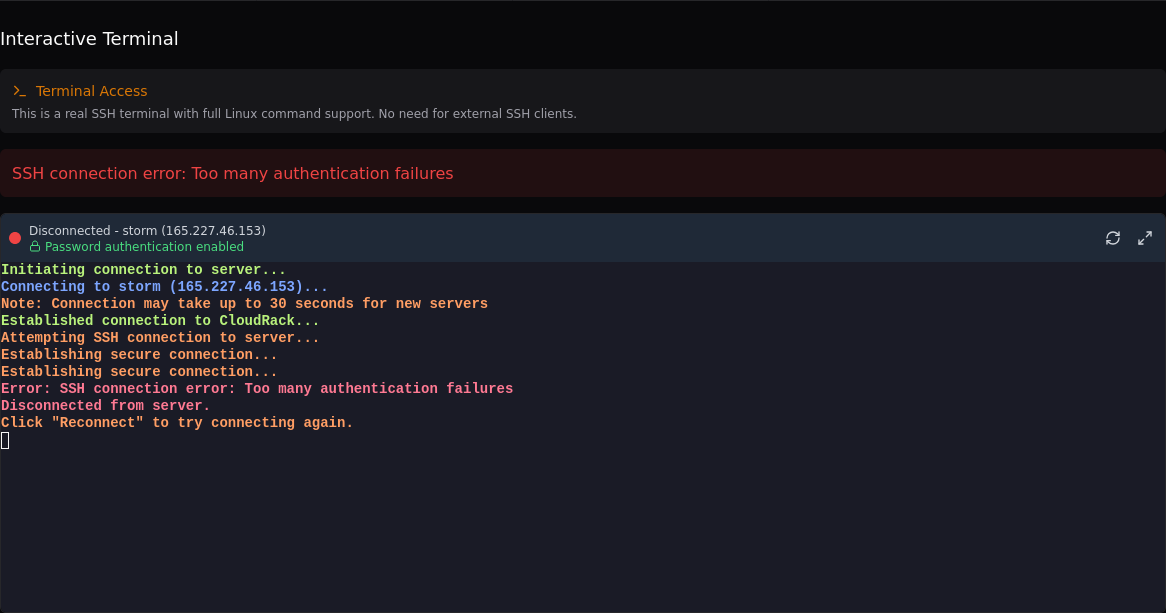 Interactive Terminal
Terminal Access
This is a real SSH terminal with full Linux command support. No need for external SSH clients.
SSH connection error: Too many authentication failures
Disconnected - storm (165.227.46.153)
Password authentication enabled
Initiating connection to server...
Connecting to storm (165.227.46.153)...
Note: Connection may take up to 30 seconds for new servers
Established connection to CloudRack...
Attempting SSH connection to server...
Establishing secure connection...
Establishing secure connection...
Error: SSH connection error: Too many authentication failures
Disconnected from server.
Click "Reconnect" to try connecting again.